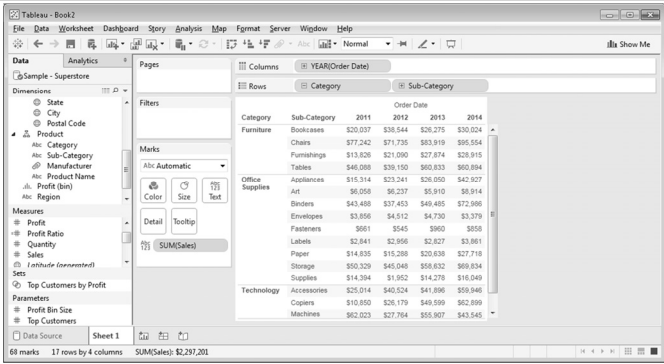 Tableau - Book2
File Data Worksheet Dashboard Story Analysis Map Format Server Window Help
Abc Normal Show Me
Data Analytics
Sample - Superstore
Dimensions
State
City
Postal Code
Product
Abc Category
Abc Sub-Category
Manufacturer
Abc Product Name
Profit (bin)
Abc Region
Measures
# Profit
=# Profit Ratio
# Quantity
# Sales
Latitude (generated)
Sets
Top Customers by Profit
Parameters
# Profit Bin Size
# Top Customers
Pages
Filters
Marks
Abc Automatic
Color Size Abc 123 Text
Detail Tooltip
Abc 123 SUM(Sales)
Columns YEAR(Order Date)
Rows Category Sub-Category
Order Date
Category Sub-Category 2011 2012 2013 2014
Furniture Bookcases $20,037 $38,544 $26,275 $30,024
Chairs $77,242 $71,735 $83,919 $95,554
Furnishings $13,826 $21,090 $27,874 $28,915
Tables $46,088 $39,150 $60,833 $60,894
Office Supplies Appliances $15,314 $23,241 $26,050 $42,927
Art $6,058 $6,237 $5,910 $8,914
Binders $43,488 $37,453 $49,485 $72,986
Envelopes $3,856 $4,512 $4,730 $3,379
Fasteners $661 $545 $960 $858
Labels $2,841 $2,956 $2,827 $3,861
Paper $14,835 $15,288 $20,638 $27,718
Storage $50,329 $45,048 $58,632 $69,834
Supplies $14,394 $1,952 $14,278 $16,049
Technology Accessories $25,014 $40,524 $41,896 $59,946
Copiers $10,850 $26,179 $49,599 $62,899
Machines $62,023 $27,764 $55,907 $43,545
Data Source Sheet 1
68 marks 17 rows by 4 columns SUM(Sales): $2,297,201